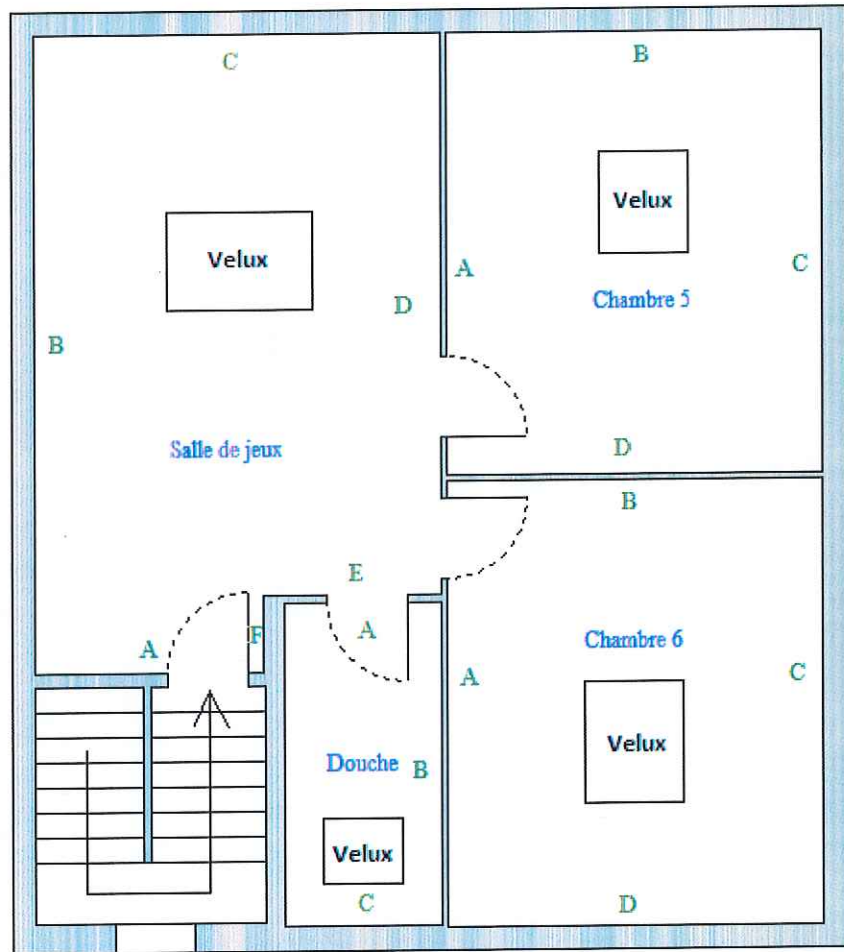 C
B
Velux
Velux
A
C
Chambre 5
D
B
Salle de jeux
D
B
E
A
F
A
Chambre 6
A
C
Velux
Douche
B
Velux
C
D